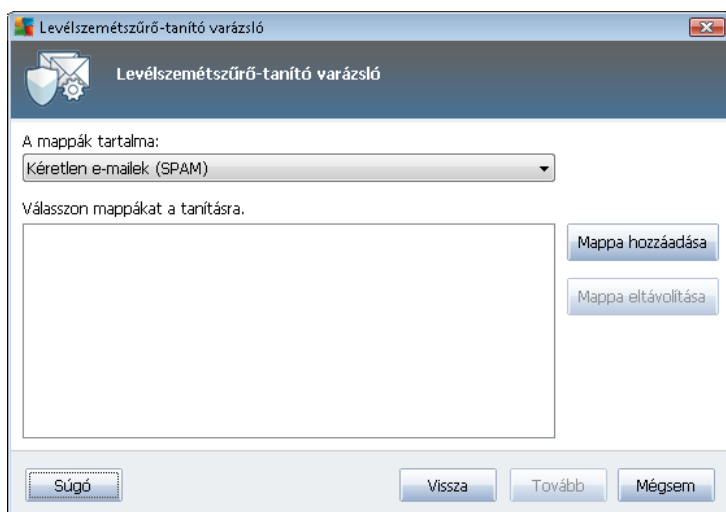 Levélszemétszűrő-tanító varázsló
Levélszemétszűrő-tanító varázsló
A mappák tartalma:
Kéretlen e-mailek (SPAM)
Válasszon mappákat a tanításra.
Mappa hozzáadása
Mappa eltávolítása
Súgó
Vissza
Tovább
Mégsem